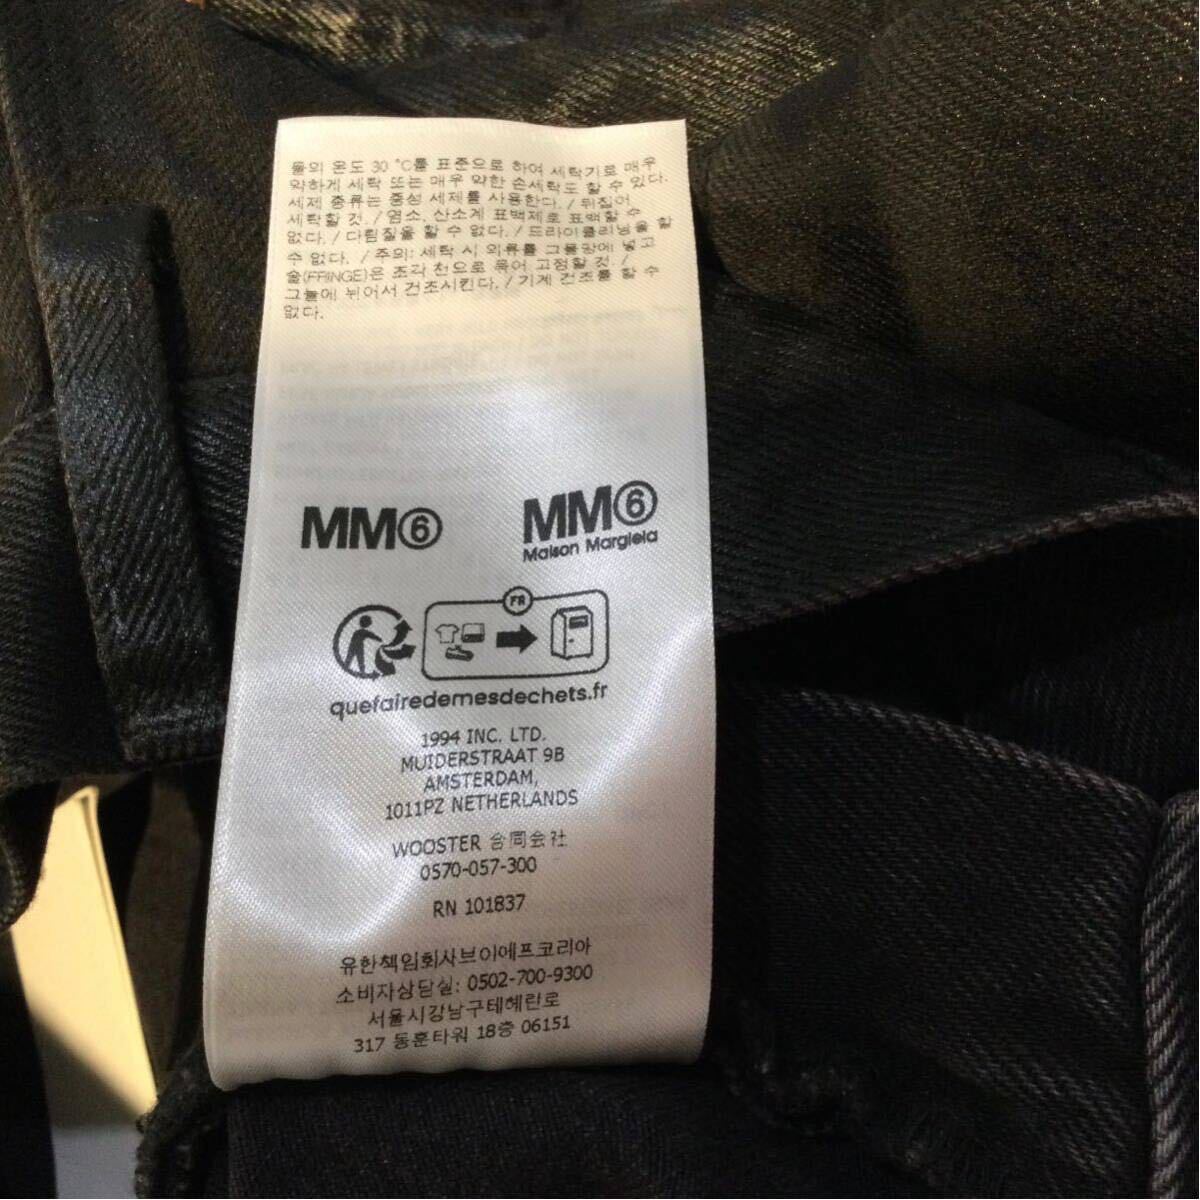 물의 온도 30 °C를 표준으로 하여 세탁기로 매우
약하게 세탁 또는 매우 약한 손세탁도 할 수 있다.
세제 종류는 중성 세제를 사용한다. / 뒤집어
세탁할 것. / 염소, 산소계 표백제로 표백할 수
없다. / 다림질을 할 수 없다. / 드라이클리닝을 할
수 없다. / 주의: 세탁 시 의류를 그물망에 넣고
술(FRINGE)은 조각 천으로 묶어 고정할 것. /
그늘에 뉘어서 건조시킨다. / 기계 건조를 할 수
없다.
MM6
MM6
Maison Margiela
FR
quefairedemesdechets.fr
1994 INC. LTD.
MUIDERSTRAAT 9B
AMSTERDAM,
1011PZ NETHERLANDS
WOOSTER 合同会社
0570-057-300
RN 101837
유한책임회사브이에프코리아
소비자상담실: 0502-700-9300
서울시강남구테헤란로
317 동훈타워 18층 06151